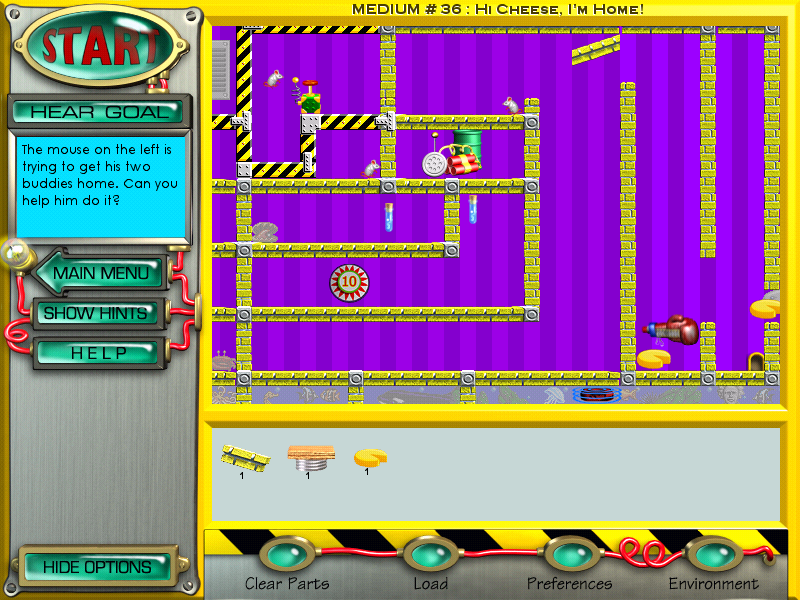 MEDIUM # 36 : Hi Cheese, I'm Home!
START
HEAR GOAL
The mouse on the left is
trying to get his two
buddies home. Can you
help him do it?
MAIN MENU
SHOW HINTS
HELP
10
1
1
1
HIDE OPTIONS
Clear Parts
Load
Preferences
Environment